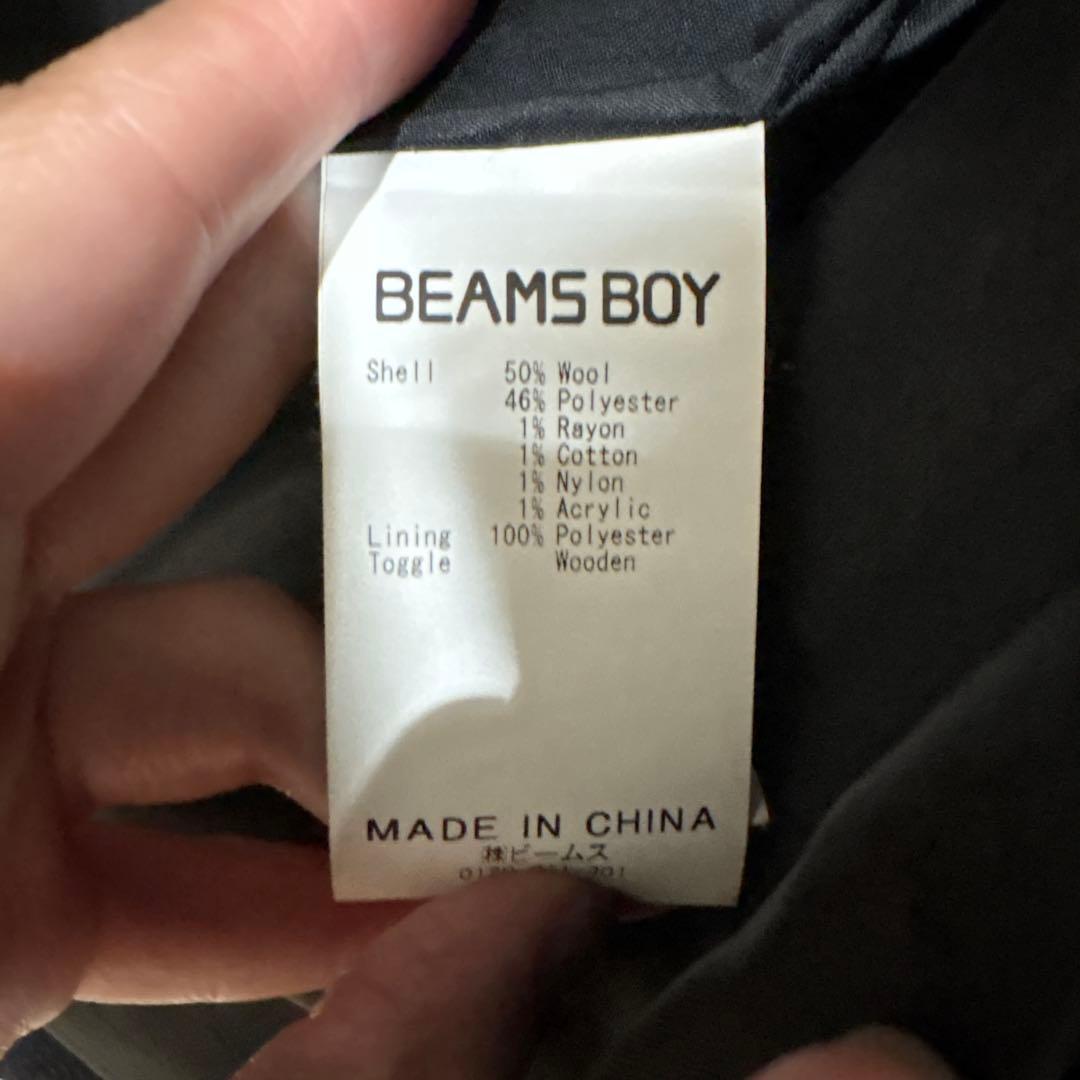 BEAMS BOY
Shell 50% Wool
46% Polyester
1% Rayon
1% Cotton
1% Nylon
1% Acrylic
Lining 100% Polyester
Toggle Wooden
MADE IN CHINA
㈱ビームス